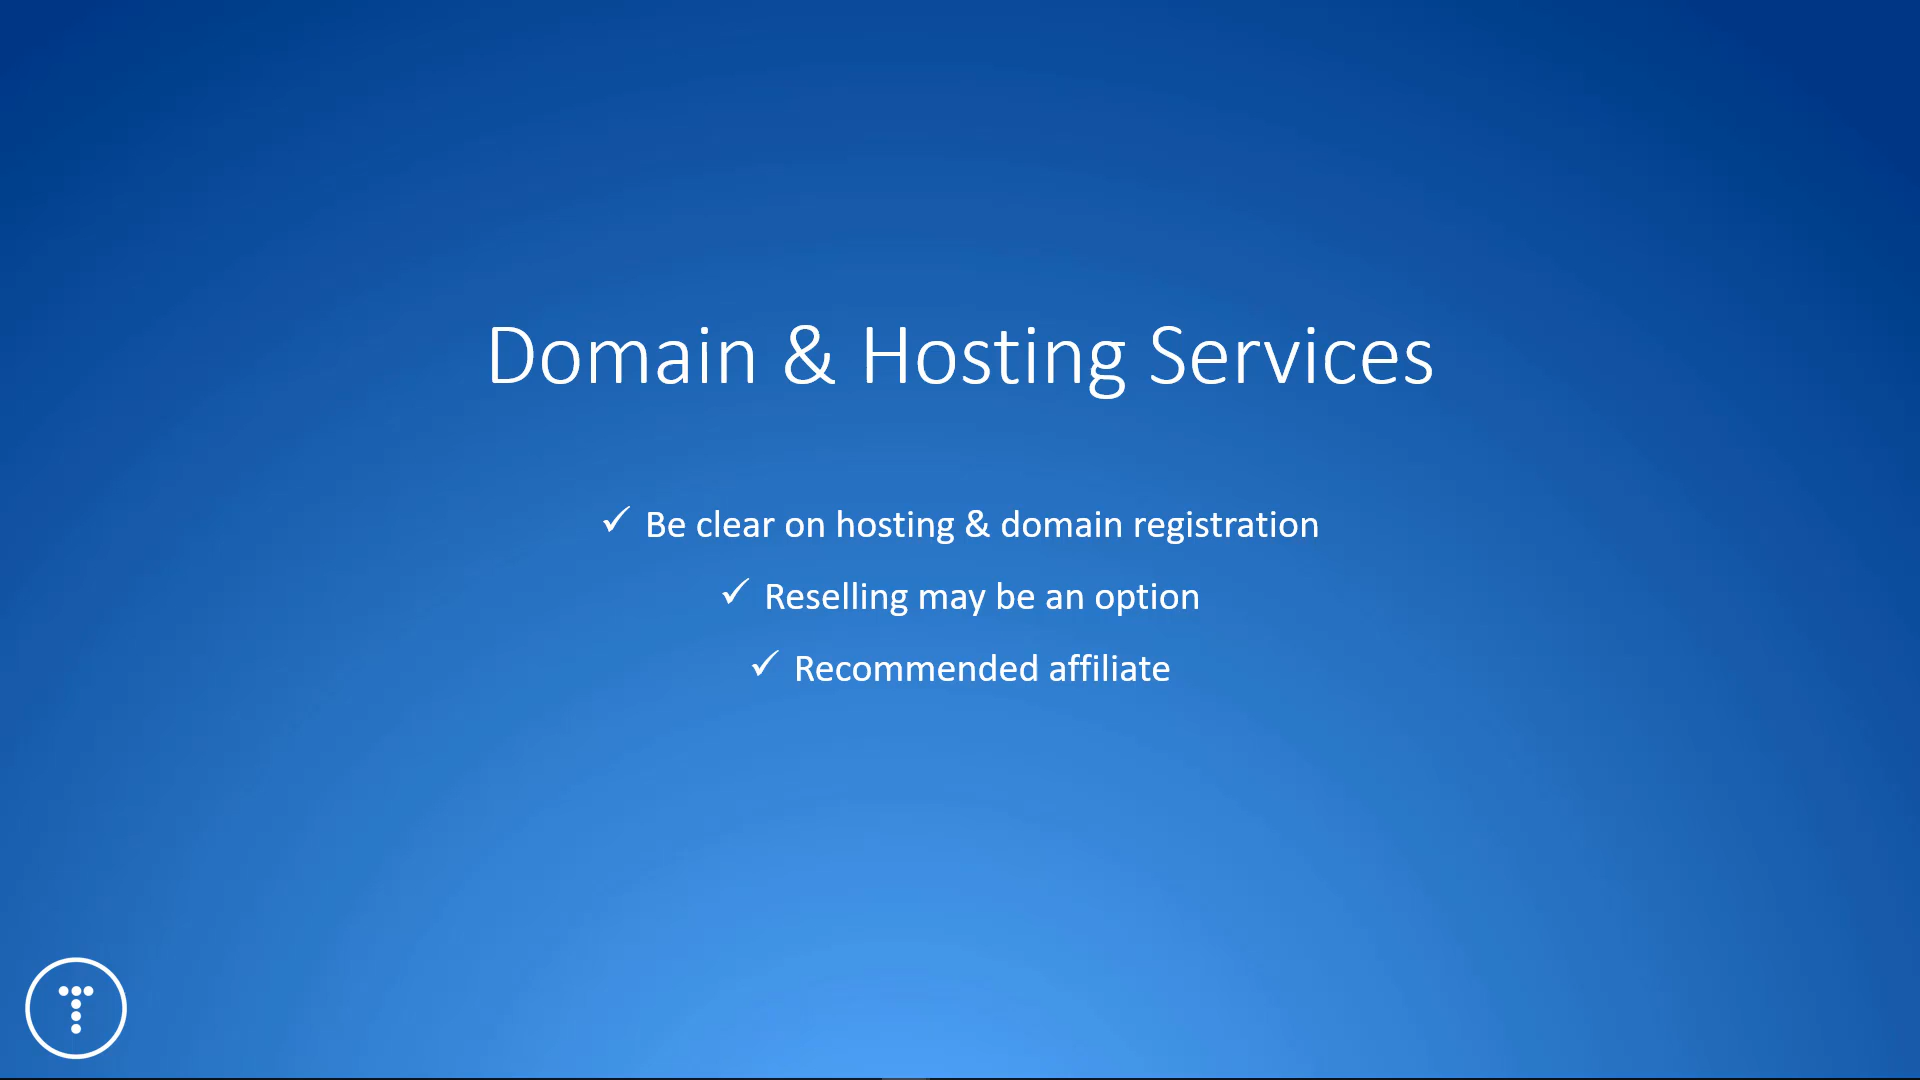 Domain & Hosting Services
✓ Be clear on hosting & domain registration
✓ Reselling may be an option
✓ Recommended affiliate
T